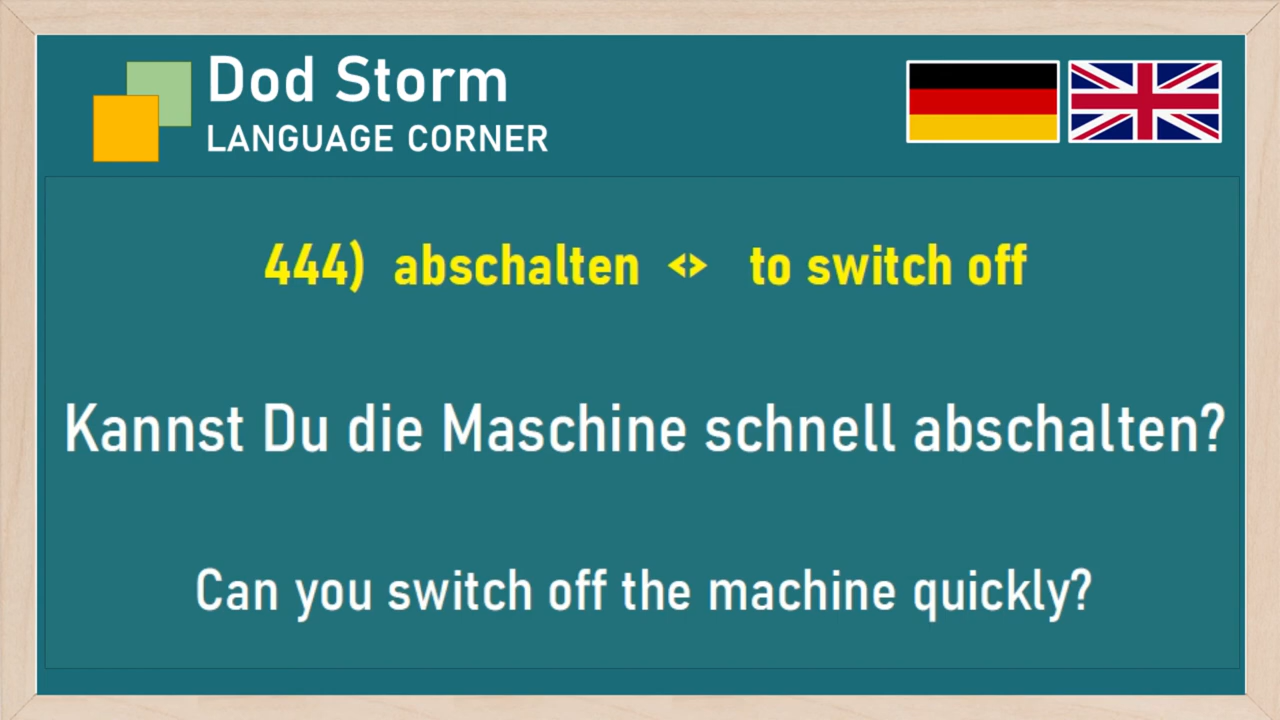 Dod Storm
LANGUAGE CORNER
444) abschalten <> to switch off
Kannst Du die Maschine schnell abschalten?
Can you switch off the machine quickly?